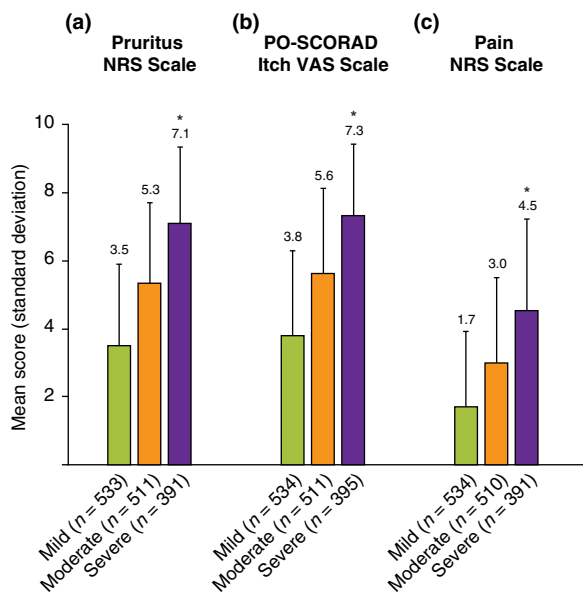 (a)
Pruritus
NRS Scale
(b)
PO-SCORAD
Itch VAS Scale
(c)
Pain
NRS Scale
Mean score (standard deviation)
10
8
6
4
2
3.5
5.3
*
7.1
3.8
5.6
*
7.3
1.7
3.0
*
4.5
Mild (n = 533)
Moderate (n = 511)
Severe (n = 391)
Mild (n = 534)
Moderate (n = 511)
Severe (n = 395)
Mild (n = 534)
Moderate (n = 510)
Severe (n = 391)